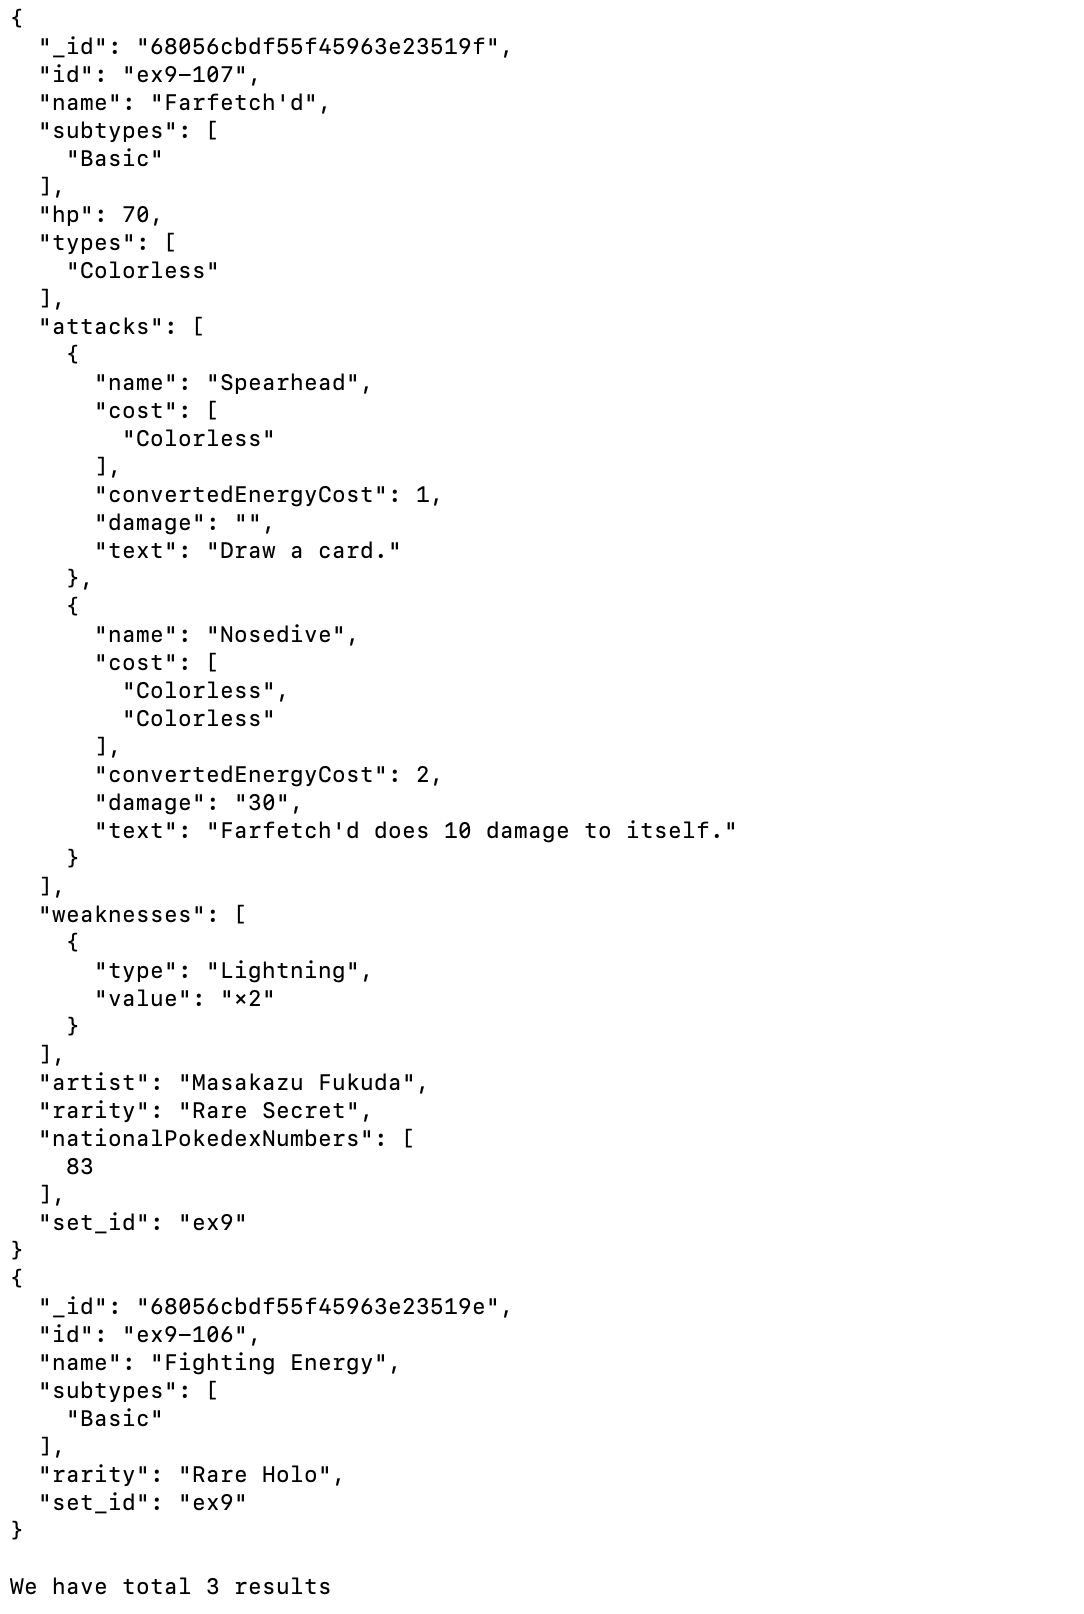 {
  "_id": "68056cbdf55f45963e23519f",
  "id": "ex9-107",
  "name": "Farfetch'd",
  "subtypes": [
    "Basic"
  ],
  "hp": 70,
  "types": [
    "Colorless"
  ],
  "attacks": [
    {
      "name": "Spearhead",
      "cost": [
        "Colorless"
      ],
      "convertedEnergyCost": 1,
      "damage": "",
      "text": "Draw a card."
    },
    {
      "name": "Nosedive",
      "cost": [
        "Colorless",
        "Colorless"
      ],
      "convertedEnergyCost": 2,
      "damage": "30",
      "text": "Farfetch'd does 10 damage to itself."
    }
  ],
  "weaknesses": [
    {
      "type": "Lightning",
      "value": "×2"
    }
  ],
  "artist": "Masakazu Fukuda",
  "rarity": "Rare Secret",
  "nationalPokedexNumbers": [
    83
  ],
  "set_id": "ex9"
}
{
  "_id": "68056cbdf55f45963e23519e",
  "id": "ex9-106",
  "name": "Fighting Energy",
  "subtypes": [
    "Basic"
  ],
  "rarity": "Rare Holo",
  "set_id": "ex9"
}

We have total 3 results